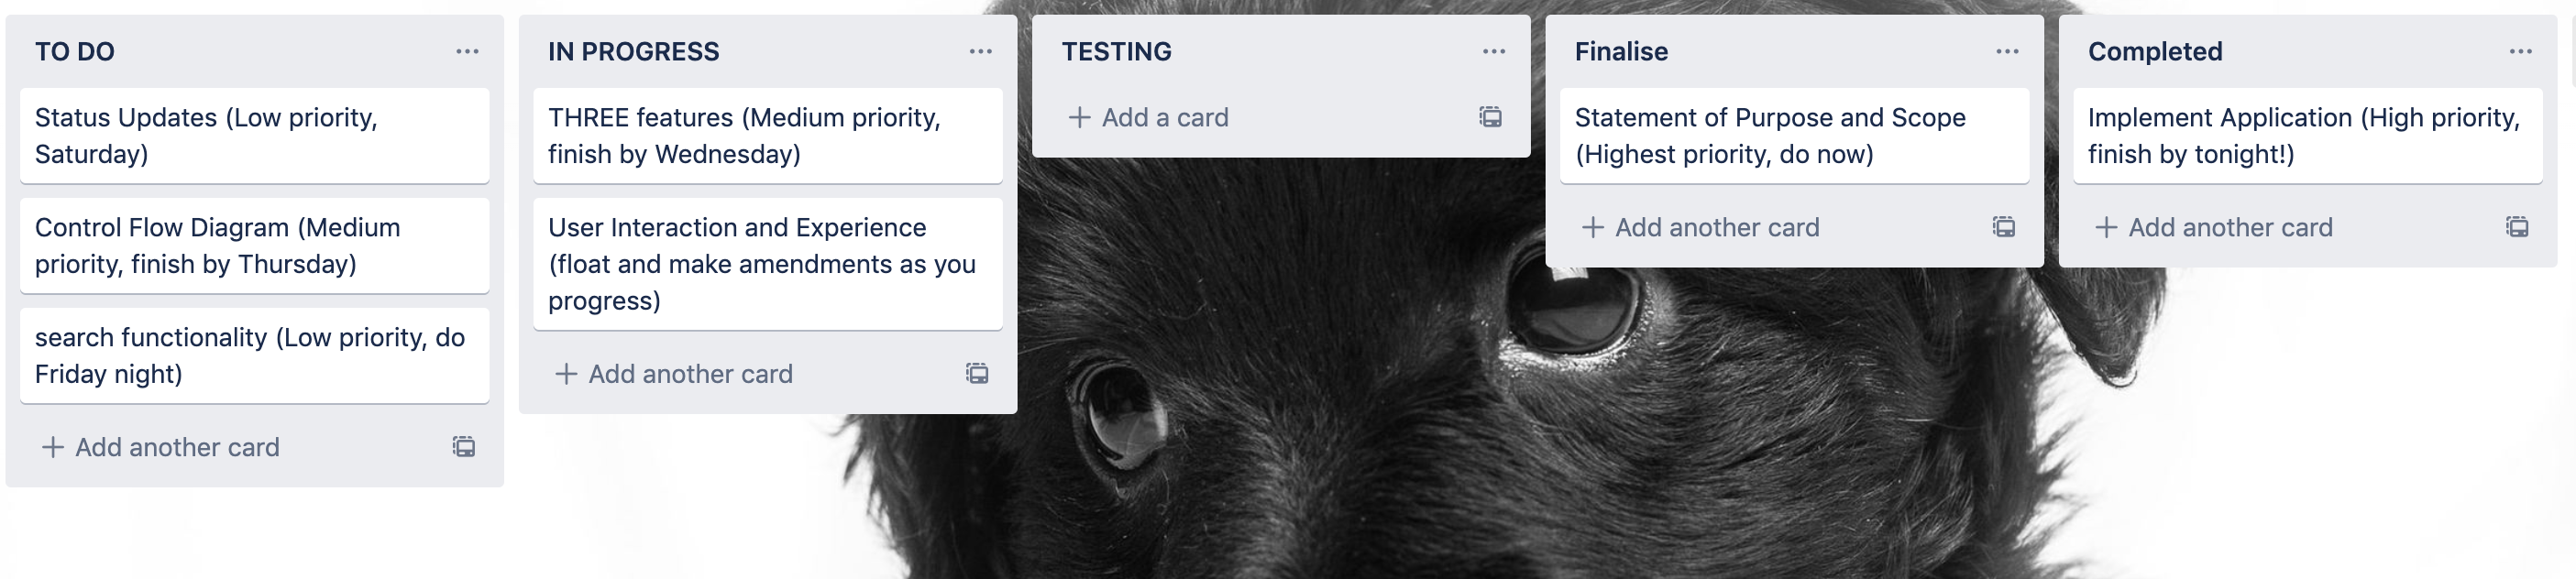 TO DO
Status Updates (Low priority,
Saturday)
Control Flow Diagram (Medium
priority, finish by Thursday)
search functionality (Low priority, do
Friday night)
Add another card
IN PROGRESS
THREE features (Medium priority,
finish by Wednesday)
User Interaction and Experience
(float and make amendments as you
progress)
Add another card
TESTING
Add a card
Finalise
Statement of Purpose and Scope
(Highest priority, do now)
Add another card
Completed
Implement Application (High priority,
finish by tonight!)
Add another card